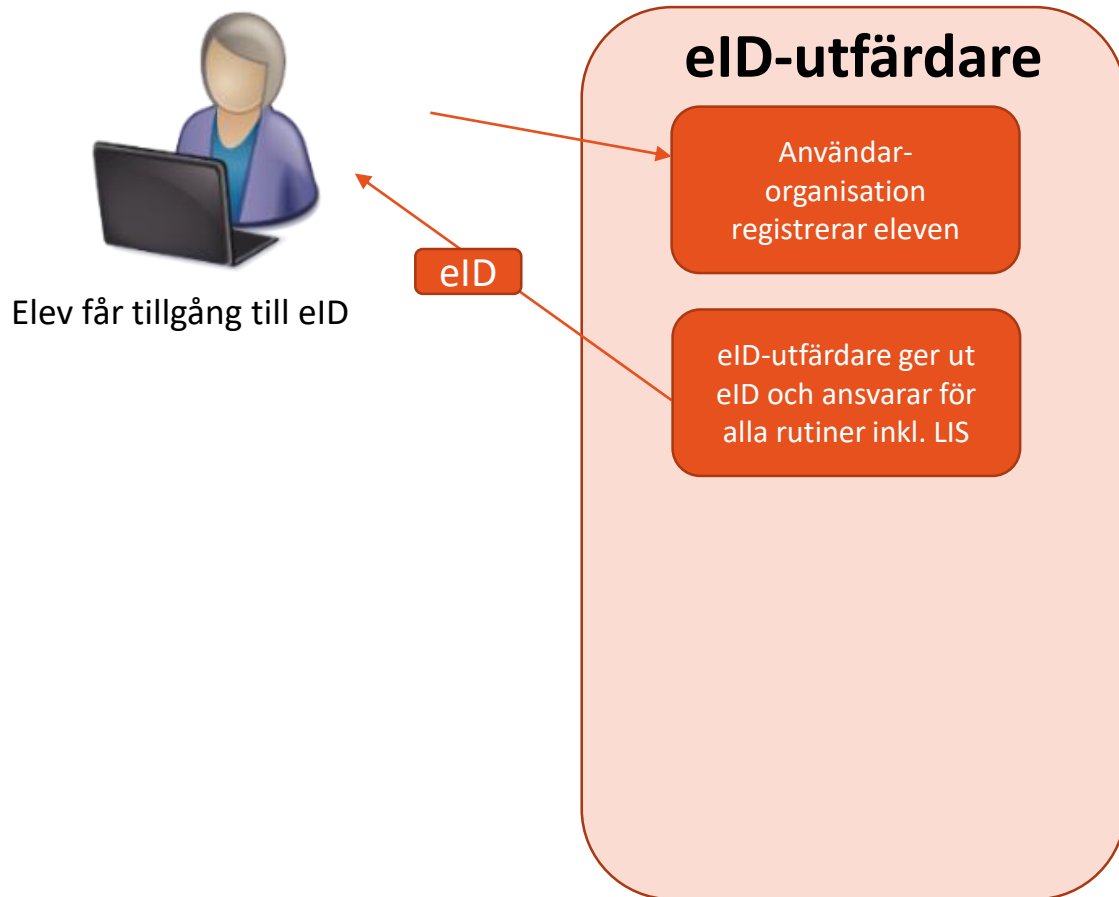 eID-utfärdare
Användar-
organisation
registrerar eleven
eID
Elev får tillgång till eID
eID-utfärdare ger ut
eID och ansvarar för
alla rutiner inkl. LIS